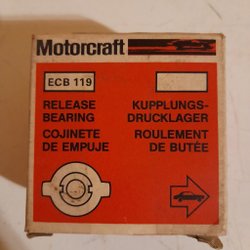 Motorcraft
ECB 119
RELEASE
BEARING
COJINETE
DE EMPUJE
KUPPLUNGS-
DRUCKLAGER
ROULEMENT
DE BUTÉE